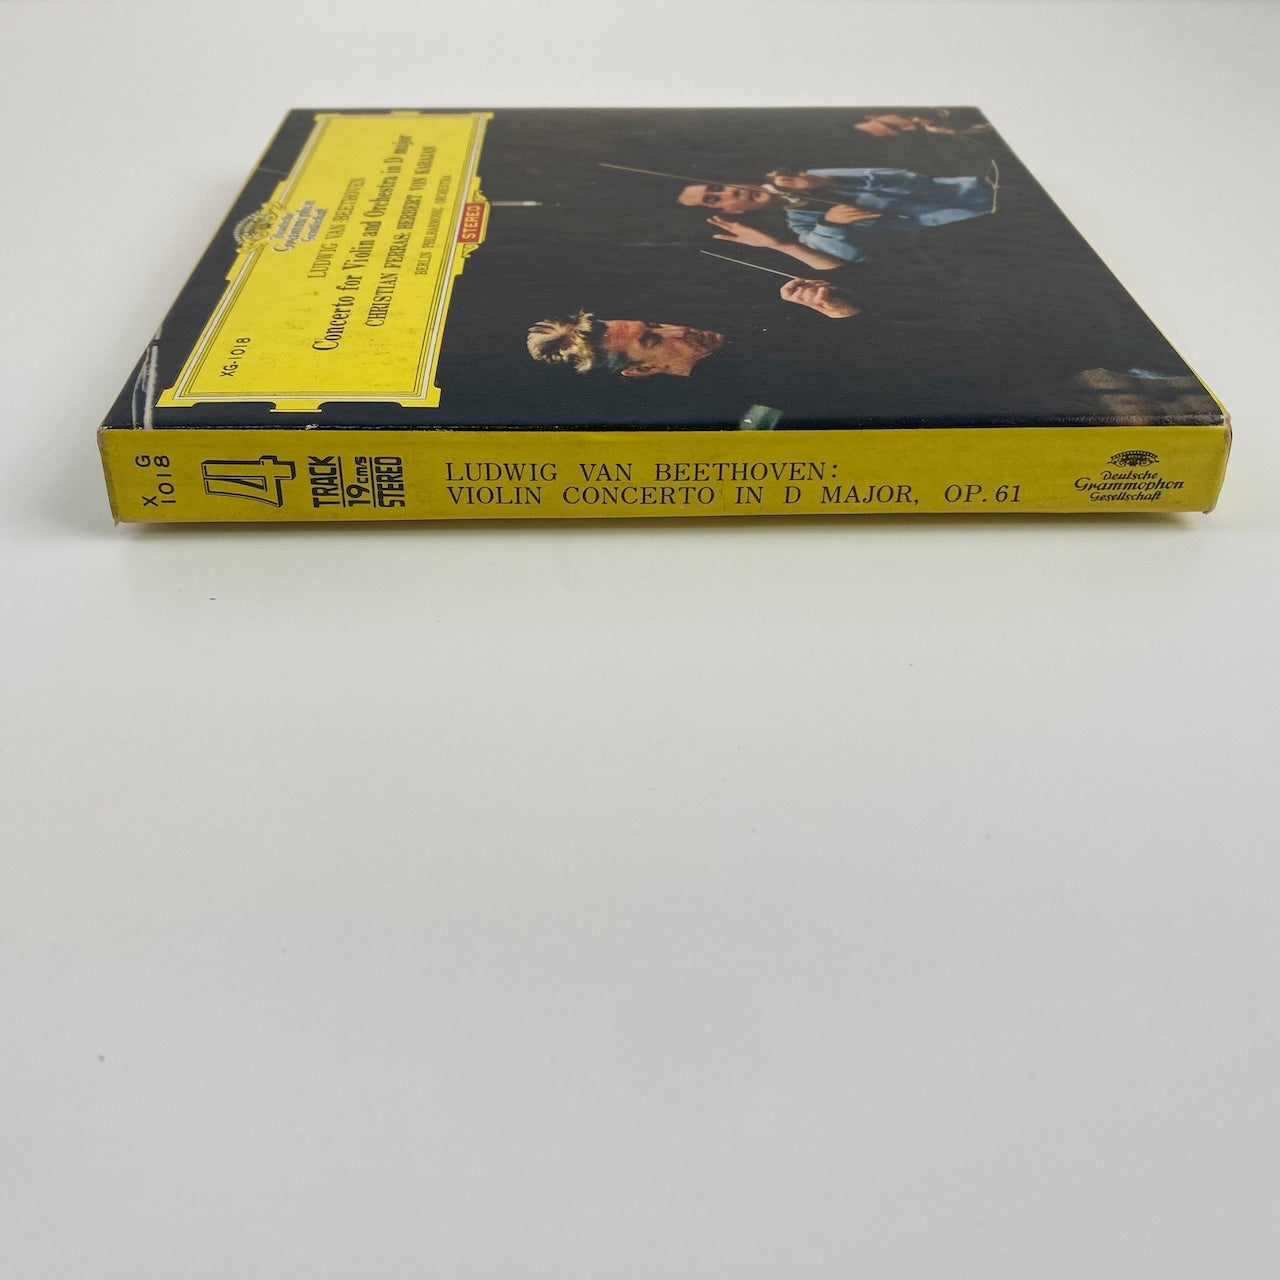 Deutsche
Grammophon
Gesellschaft
LUDWIG VAN BEETHOVEN
Concerto for Violin and Orchestra in D major
CHRISTIAN FERRAS: HERBERT VON KARAJAN
BERLIN PHILHARMONIC ORCHESTRA
STEREO
XG-1018
XG
1018
4
TRACK
19cm/s
STEREO
LUDWIG VAN BEETHOVEN:
VIOLIN CONCERTO IN D MAJOR, OP. 61
Deutsche
Grammophon
Gesellschaft